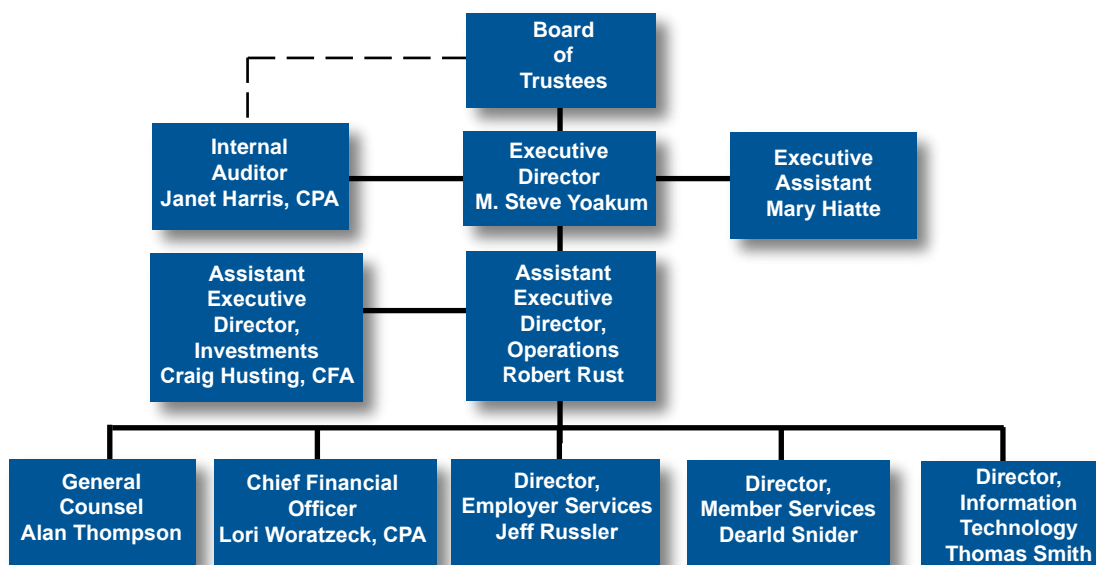 Board
of
Trustees
Internal
Auditor
Janet Harris, CPA
Executive
Director
M. Steve Yoakum
Executive
Assistant
Mary Hiatte
Assistant
Executive
Director,
Investments
Craig Husting, CFA
Assistant
Executive
Director,
Operations
Robert Rust
General
Counsel
Alan Thompson
Chief Financial
Officer
Lori Woratzeck, CPA
Director,
Employer Services
Jeff Russler
Director,
Member Services
Dearld Snider
Director,
Information
Technology
Thomas Smith